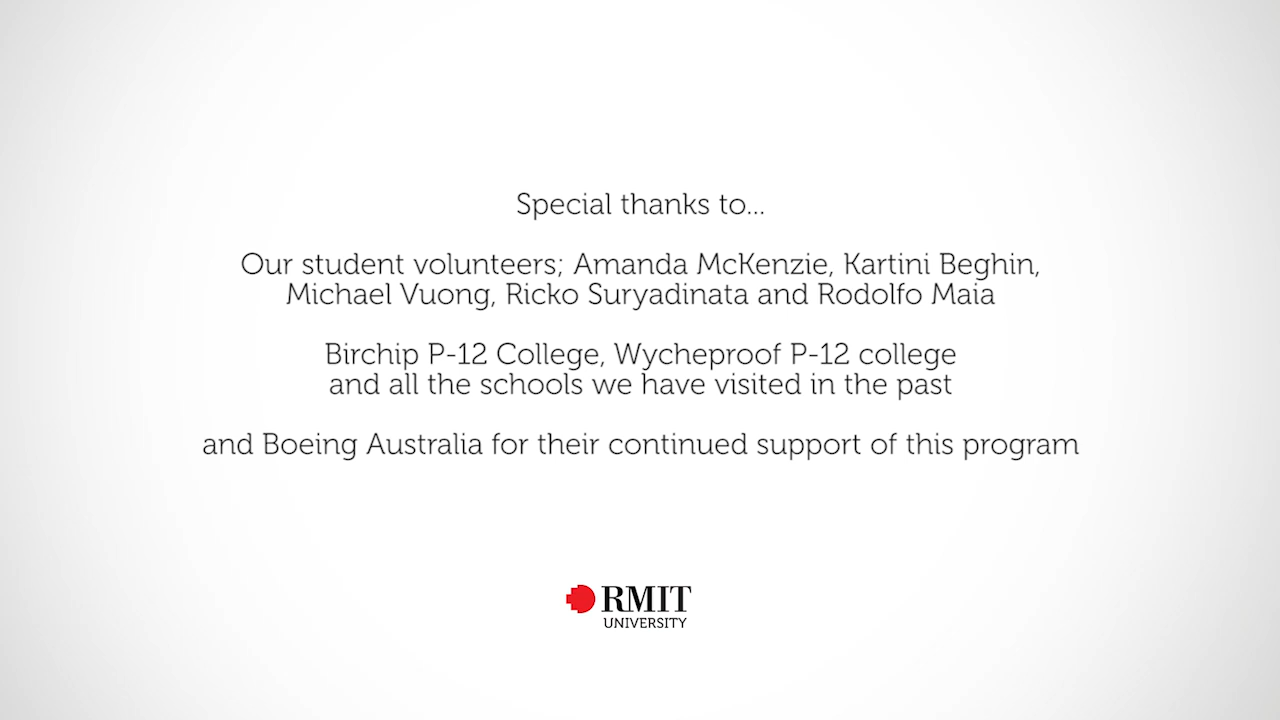 Special thanks to...
Our student volunteers; Amanda McKenzie, Kartini Beghin,
Michael Vuong, Ricko Suryadinata and Rodolfo Maia
Birchip P-12 College, Wycheproof P-12 college
and all the schools we have visited in the past
and Boeing Australia for their continued support of this program
RMIT
UNIVERSITY